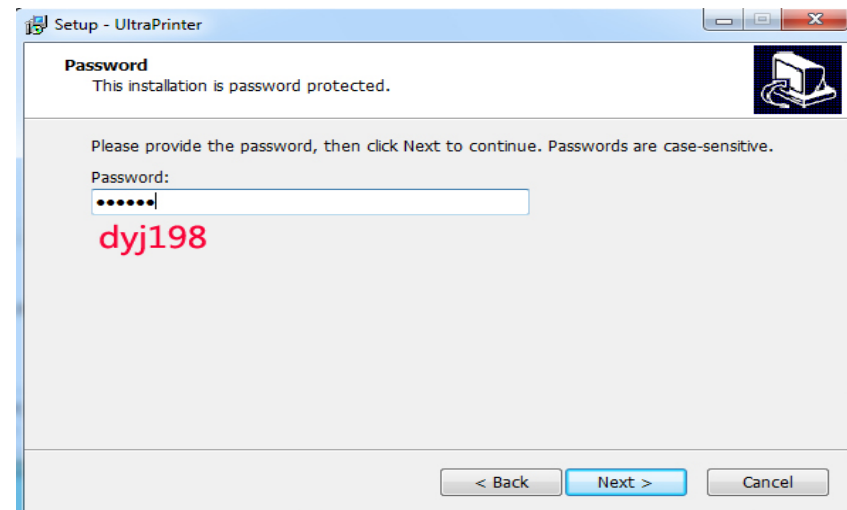 Setup - UltraPrinter
Password
This installation is password protected.
Please provide the password, then click Next to continue. Passwords are case-sensitive.
Password:
••••••
dyj198
< Back
Next >
Cancel